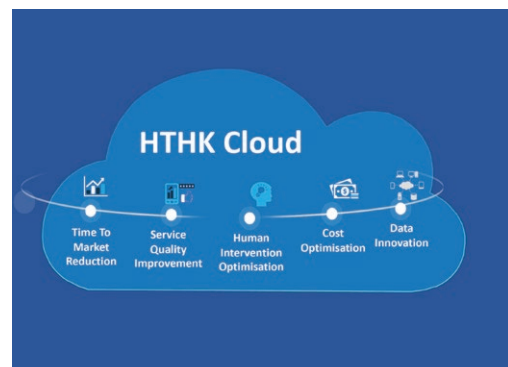 HTHK Cloud
Time To
Market
Reduction
Service
Quality
Improvement
Human
Intervention
Optimisation
Cost
Optimisation
Data
Innovation